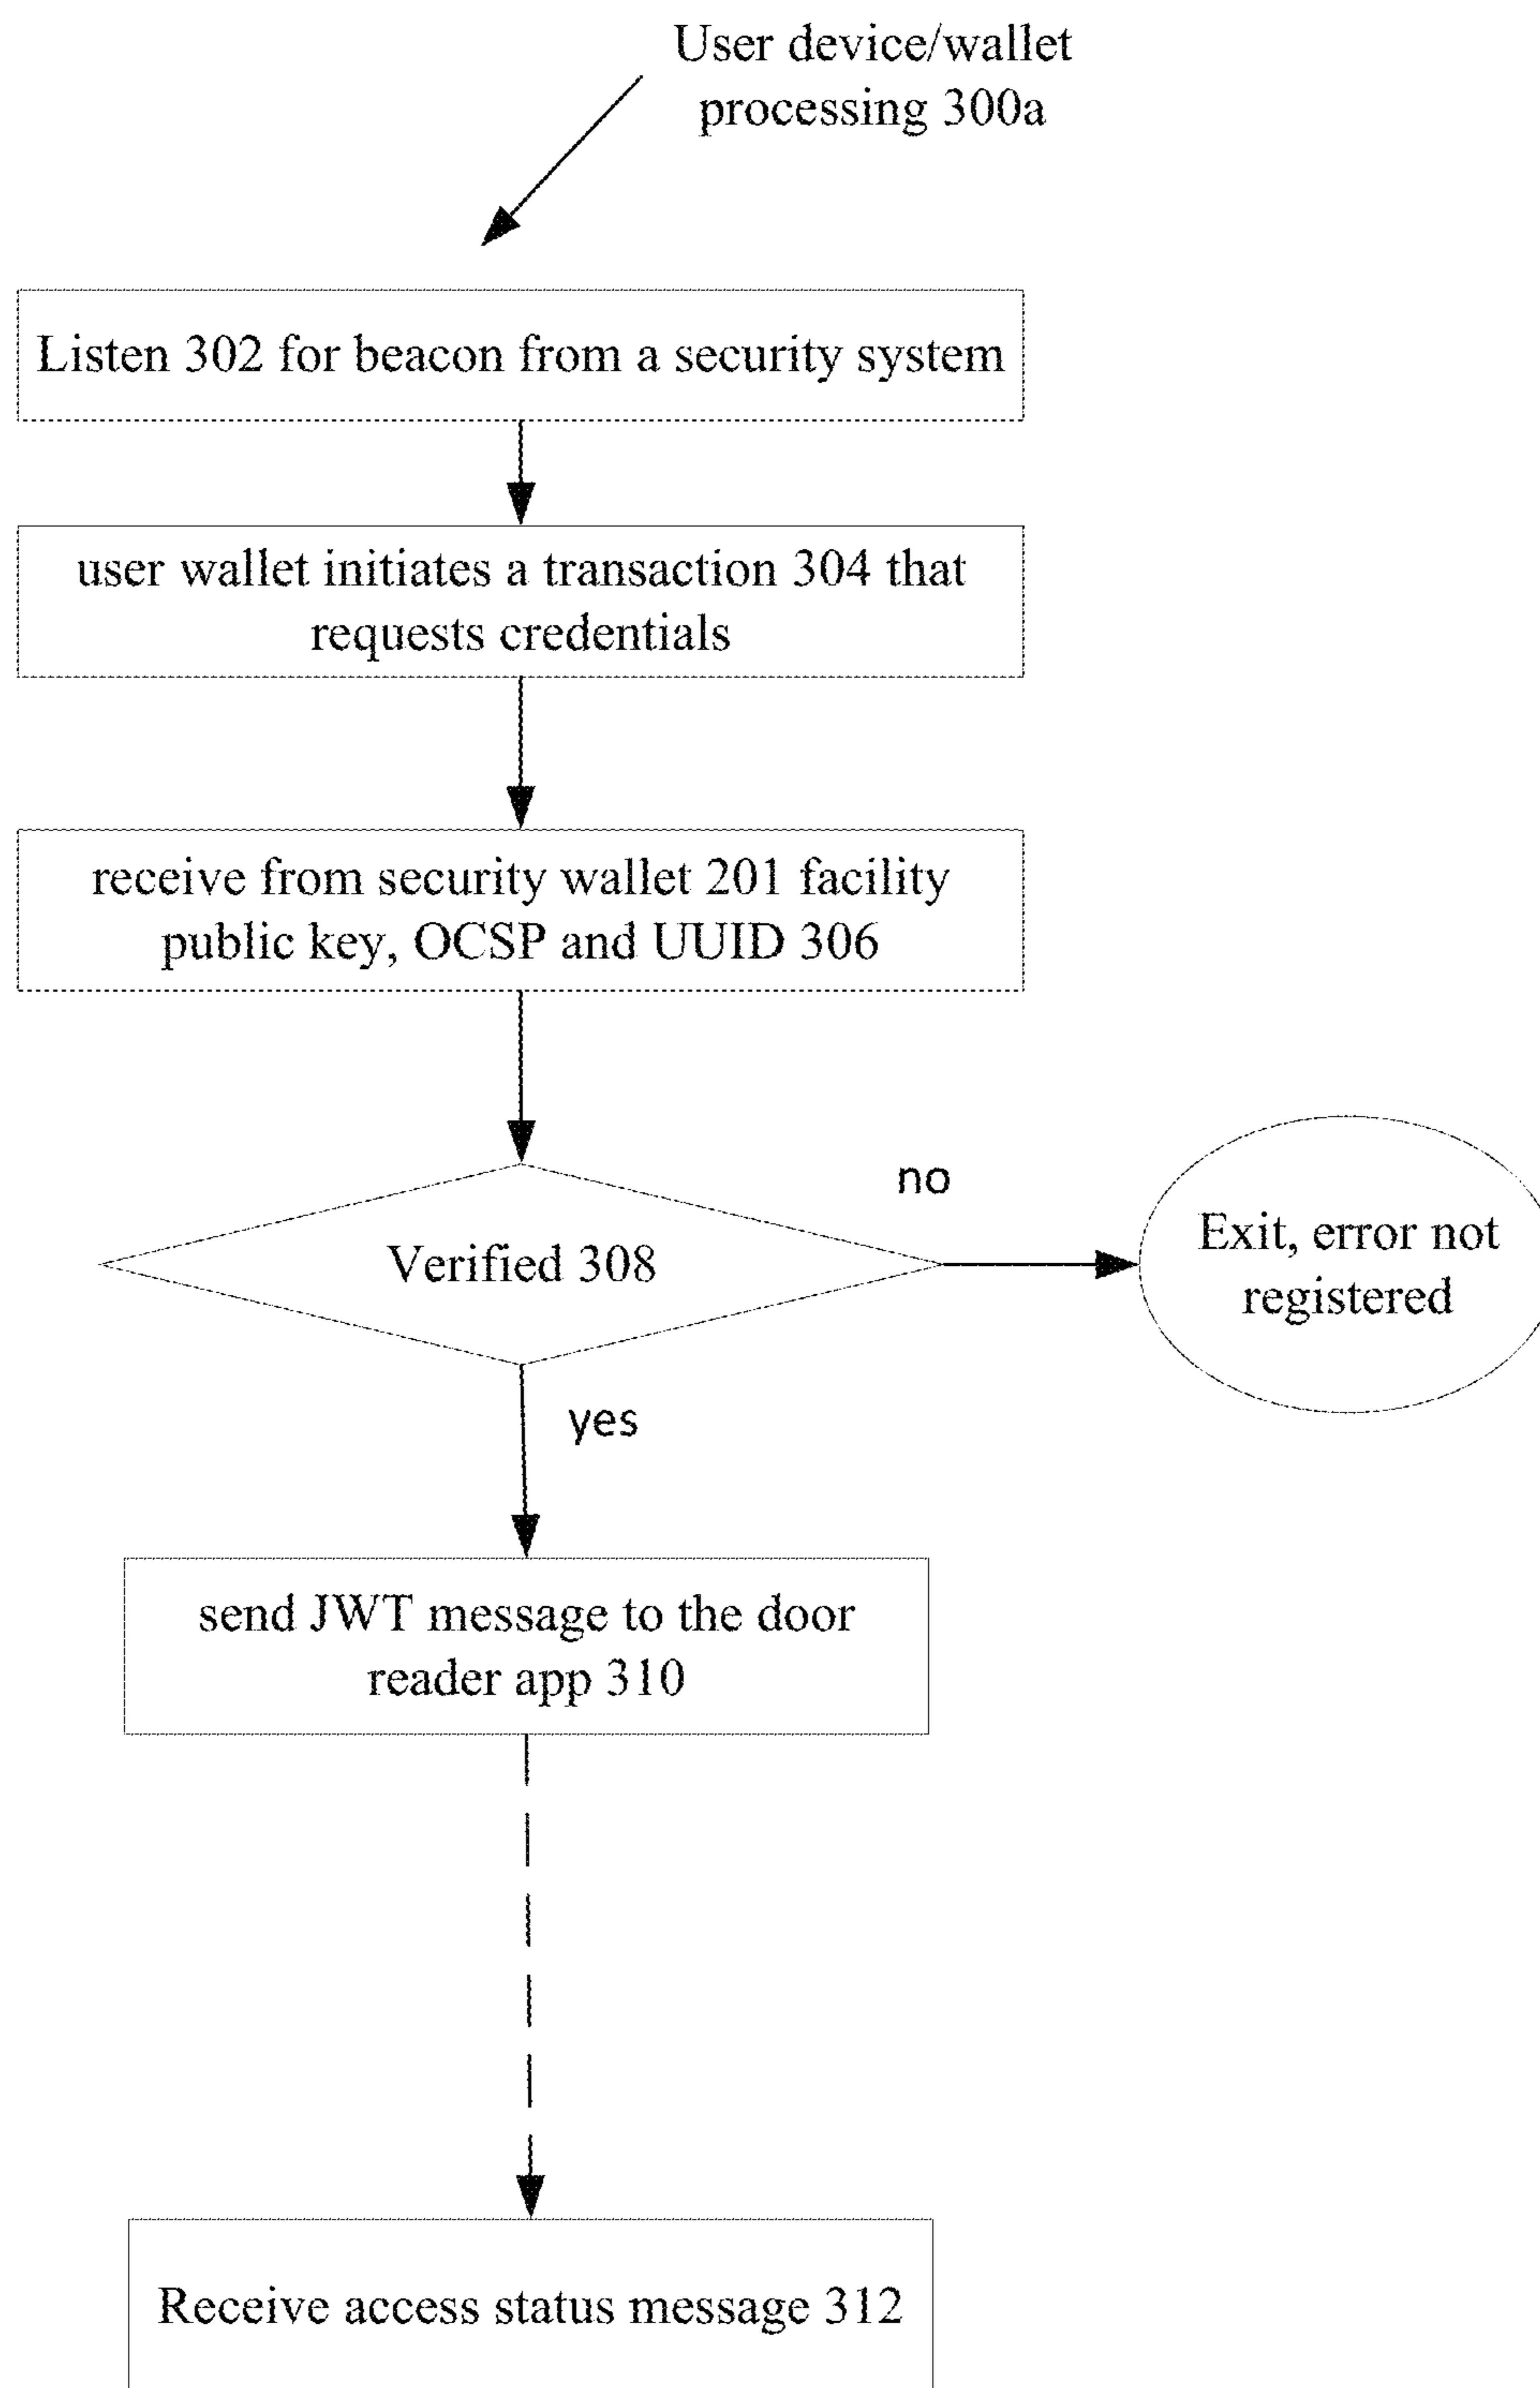 User device/wallet
processing 300a
Listen 302 for beacon from a security system
user wallet initiates a transaction 304 that
requests credentials
receive from security wallet 201 facility
public key, OCSP and UUID 306
no
Verified 308
Exit, error not
registered
yes
send JWT message to the door
reader app 310
Receive access status message 312